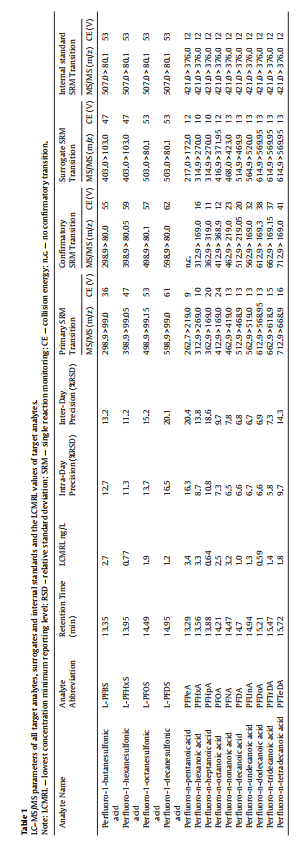 Table 1
LC–MS/MS parameters of all target analytes, surrogates and internal standards and the LCMRL values of target analytes.
Note: LCMRL – lowest concentration minimum reporting level; RSD – relative standard deviation; SRM – single reaction monitoring; CE – collision energy; n.c. – no confirmatory transition.
Analyte Name Analyte Retention Time LCMRL ng/L Intra-Day Inter-Day Primary SRM Confirmatory Surrogate SRM Internal standard
Abbreviation (min) Precision (%RSD) Precision (%RSD) Transition SRM Transition Transition SRM Transition
MS/MS (m/z) CE (V) MS/MS (m/z) CE (V) MS/MS (m/z) CE (V) MS/MS (m/z) CE (V)
Perfluoro-1-butanesulfonic L-PFBS 13.35 2.7 12.7 13.2 298.9 > 99.0 36 298.9 > 80.1 55 403.0 > 103.0 47 507.0 > 80.1 53
acid
Perfluoro-1-hexanesulfonic L-PFHxS 13.95 0.77 11.3 11.2 398.9 > 99.05 47 398.9 > 80.05 59 403.0 > 103.0 47 507.0 > 80.1 53
acid
Perfluoro-1-octanesulfonic L-PFOS 14.49 1.9 13.7 15.2 498.9 > 99.15 53 498.9 > 80.1 57 503.0 > 80.1 53 507.0 > 80.1 53
acid
Perfluoro-1-decanesulfonic L-PFDS 14.95 1.2 16.5 20.1 598.9 > 99.0 61 598.9 > 80.0 62 503.0 > 80.1 53 507.0 > 80.1 53
acid
Perfluoro-n-pentanoic acid PFPeA 13.29 3.4 16.3 20.4 262.7 > 219.0 9 n.c. 217.0 > 172.0 12 421.0 > 376.0 12
Perfluoro-n-hexanoic acid PFHxA 13.56 3.3 8.7 13.8 312.9 > 269.0 10 312.9 > 169.0 16 314.9 > 270.0 10 421.0 > 376.0 12
Perfluoro-n-heptanoic acid PFHpA 13.88 0.64 10.8 18.6 362.9 > 169.0 20 362.9 > 319.0 11 314.9 > 270.0 10 421.0 > 376.0 12
Perfluoro-n-octanoic acid PFOA 14.21 2.5 7.3 9.7 412.9 > 169.0 24 412.9 > 368.9 12 416.5 > 371.95 12 421.0 > 376.0 12
Perfluoro-n-nonanoic acid PFNA 14.47 3.2 6.5 7.8 462.9 > 419.0 13 462.9 > 219.0 23 468.0 > 423.0 13 421.0 > 376.0 12
Perfluoro-n-decanoic acid PFDA 14.7 1.0 6.6 6.8 512.9 > 468.9 13 512.9 > 219.05 20 514.9 > 469.9 13 421.0 > 376.0 12
Perfluoro-n-undecanoic acid PFUnA 14.94 1.3 6.7 6.7 562.9 > 519.0 13 562.9 > 169.0 32 564.9 > 520.0 13 421.0 > 376.0 12
Perfluoro-n-dodecanoic acid PFDoA 15.21 0.59 6.6 6.9 612.9 > 568.95 13 612.9 > 169.3 38 614.9 > 569.95 13 421.0 > 376.0 12
Perfluoro-n-tridecanoic acid PFTrDA 15.47 1.4 5.8 7.3 662.9 > 618.9 15 662.9 > 169.15 37 614.9 > 569.95 13 421.0 > 376.0 12
Perfluoro-n-tetradecanoic acid PFTeDA 15.72 1.8 9.7 14.3 712.9 > 668.9 16 712.9 > 169.0 41 614.9 > 569.95 13 421.0 > 376.0 12